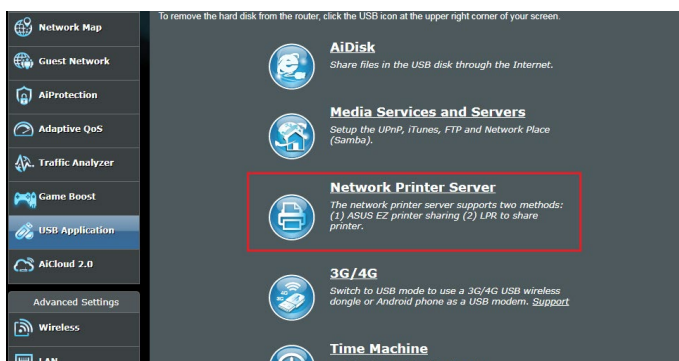 To remove the hard disk from the router, click the USB icon at the upper right corner of your screen.
Network Map
Guest Network
AiProtection
Adaptive QoS
Traffic Analyzer
Game Boost
USB Application
AiCloud 2.0
Advanced Settings
Wireless
LAN
AiDisk
Share files in the USB disk through the Internet.
Media Services and Servers
Setup the UPnP, iTunes, FTP and Network Place
(Samba).
Network Printer Server
The network printer server supports two methods:
(1) ASUS EZ printer sharing (2) LPR to share
printer.
3G/4G
Switch to USB mode to use a 3G/4G USB wireless
dongle or Android phone as a USB modem. Support
Time Machine